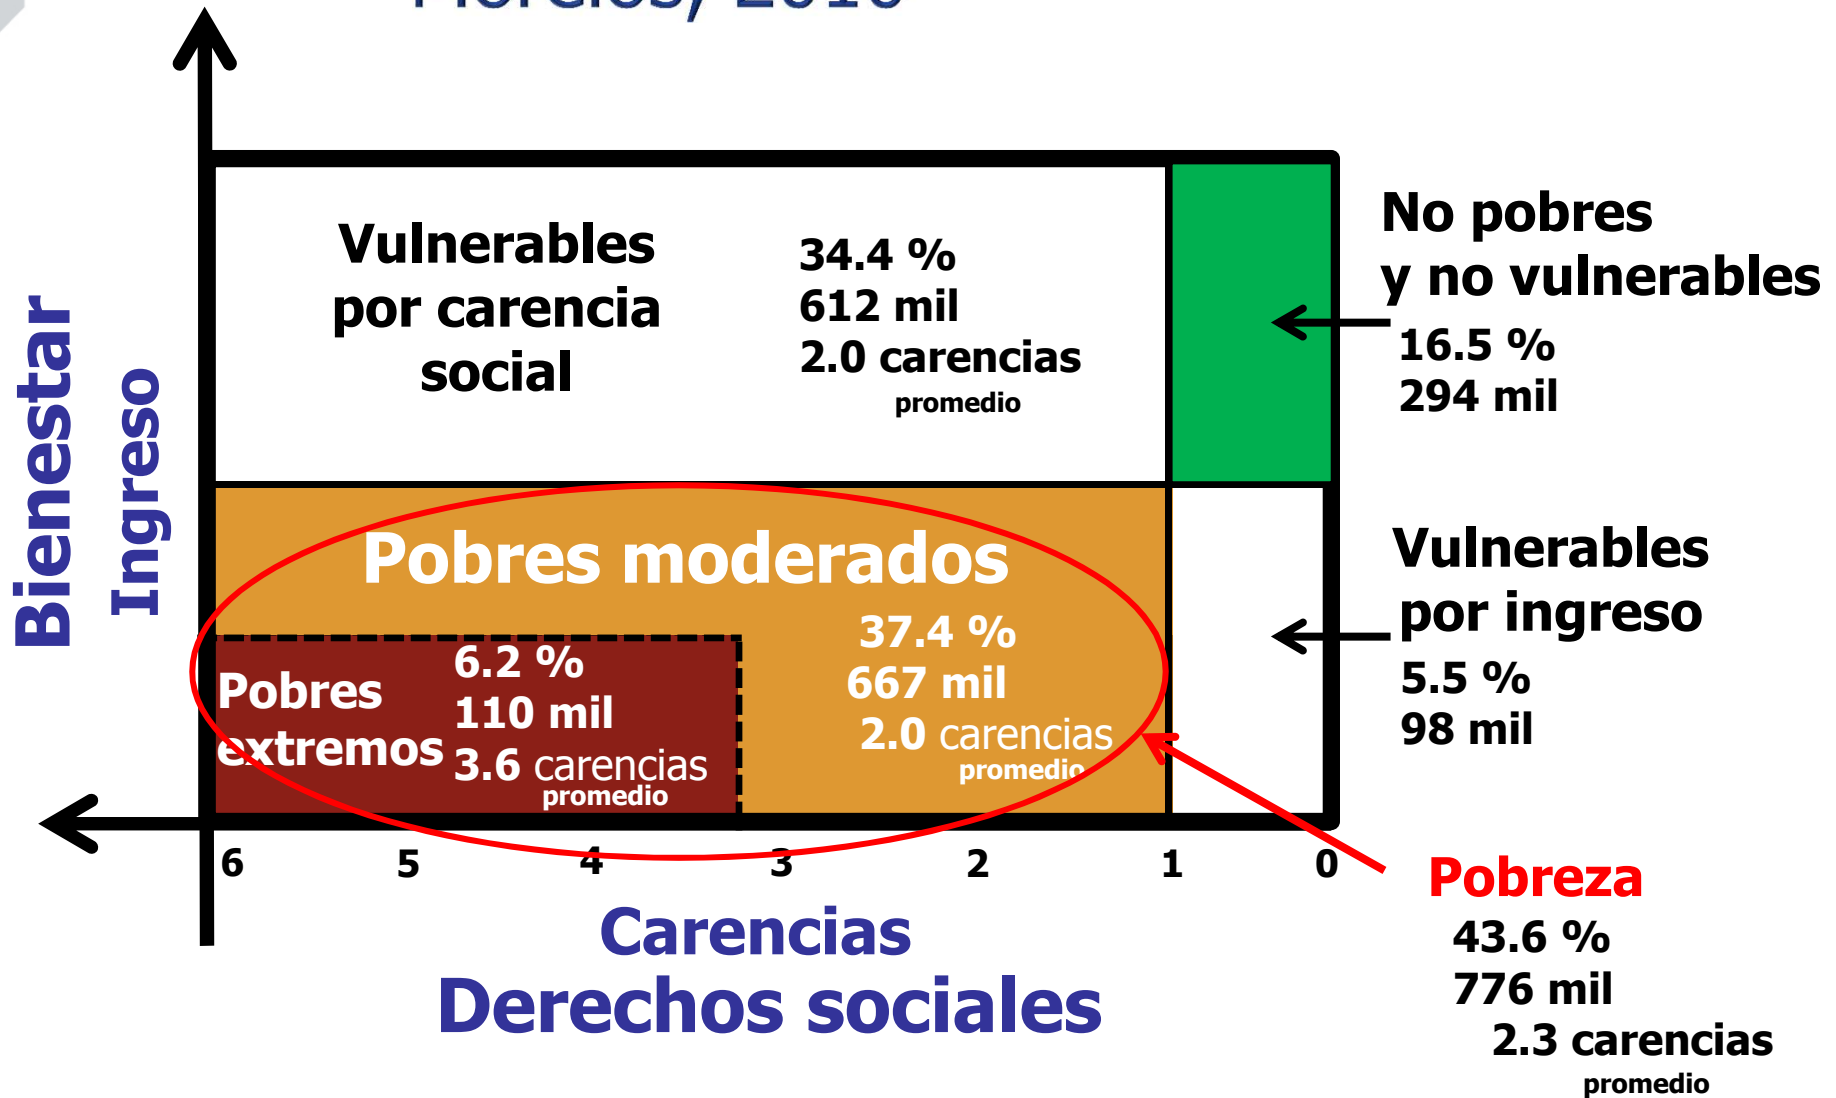 Morelos, 2010
Bienestar
Ingreso
Vulnerables
por carencia
social
34.4 %
612 mil
2.0 carencias
promedio
No pobres
y no vulnerables
16.5 %
294 mil
Pobres moderados
37.4 %
667 mil
2.0 carencias
promedio
Pobres
extremos
6.2 %
110 mil
3.6 carencias
promedio
Vulnerables
por ingreso
5.5 %
98 mil
6 5 4 3 2 1 0
Carencias
Derechos sociales
Pobreza
43.6 %
776 mil
2.3 carencias
promedio